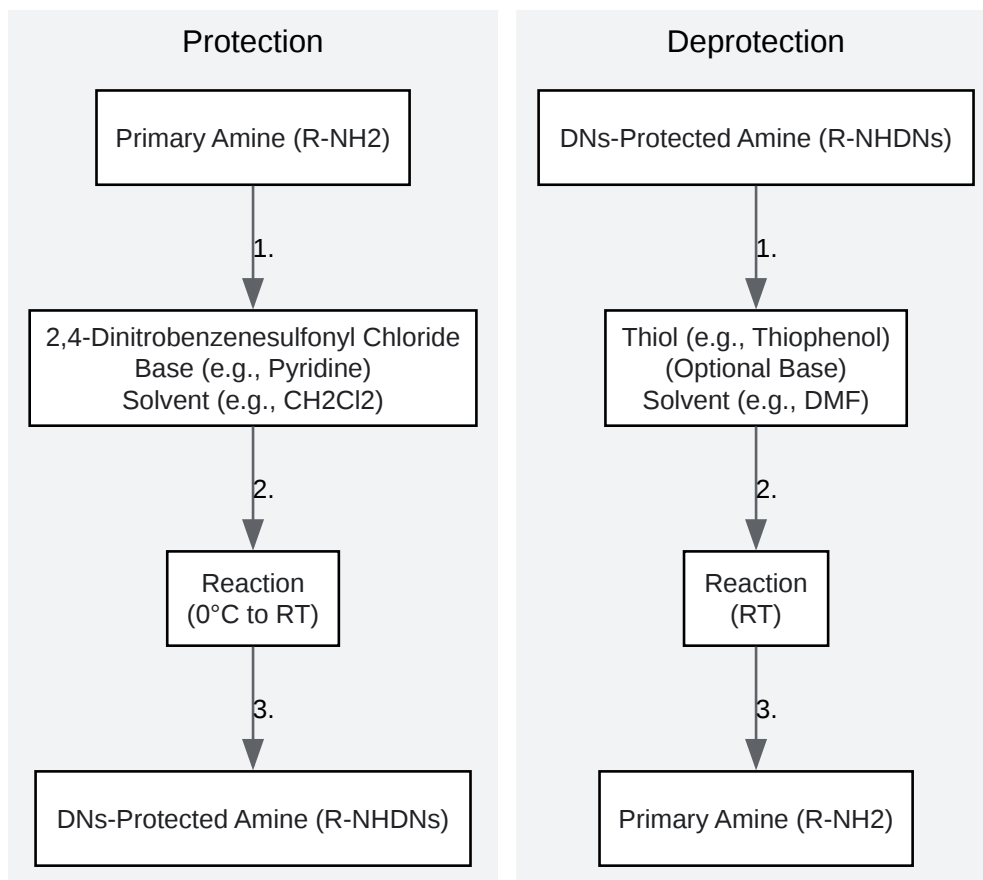 Protection
Primary Amine (R-NH2)
1.
2,4-Dinitrobenzenesulfonyl Chloride
Base (e.g., Pyridine)
Solvent (e.g., CH2Cl2)
2.
Reaction
(0°C to RT)
3.
DNs-Protected Amine (R-NHDNs)
Deprotection
DNs-Protected Amine (R-NHDNs)
1.
Thiol (e.g., Thiophenol)
(Optional Base)
Solvent (e.g., DMF)
2.
Reaction
(RT)
3.
Primary Amine (R-NH2)